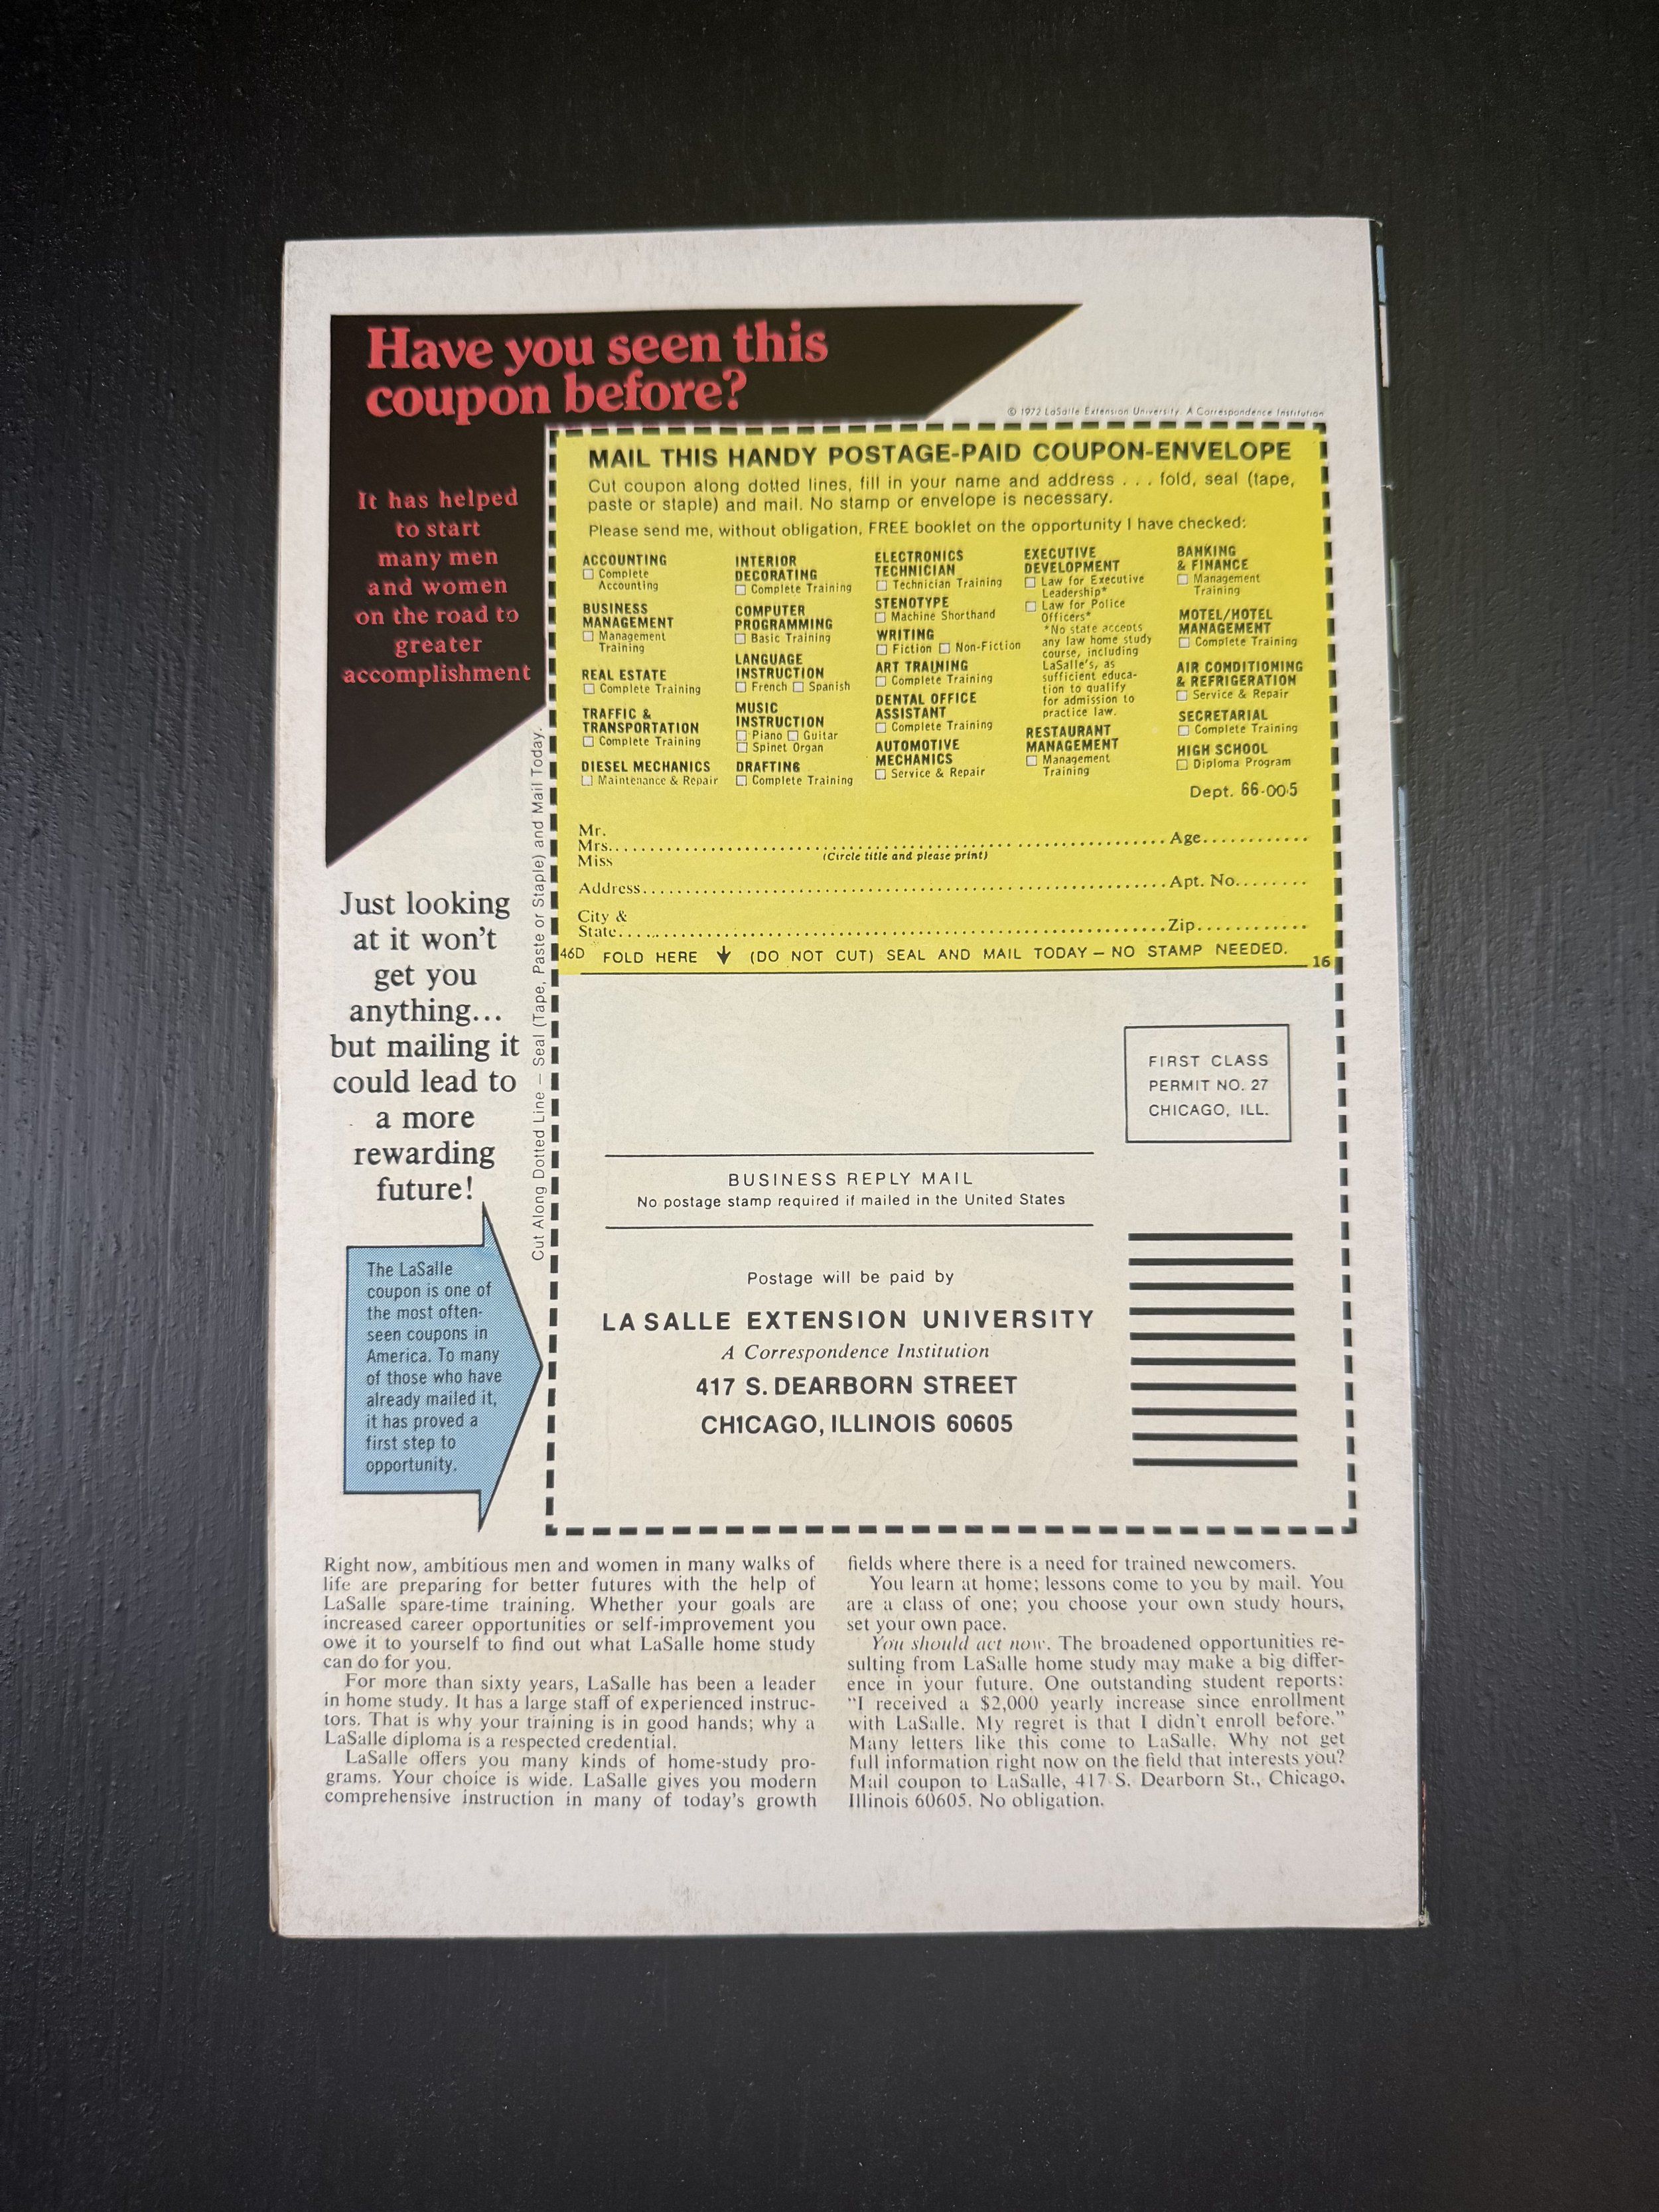 Have you seen this
coupon before?
© 1972 LaSalle Extension University. A Correspondence Institution
It has helped
to start
many men
and women
on the road to
greater
accomplishment
Just looking
at it won't
get you
anything...
but mailing it
could lead to
a more
rewarding
future!
The LaSalle
coupon is one of
the most often-
seen coupons in
America. To many
of those who have
already mailed it,
it has proved a
first step to
opportunity.
Cut Along Dotted Line — Seal (Tape, Paste or Staple) and Mail Today.
MAIL THIS HANDY POSTAGE-PAID COUPON-ENVELOPE
Cut coupon along dotted lines, fill in your name and address . . . fold, seal (tape,
paste or staple) and mail. No stamp or envelope is necessary.
Please send me, without obligation, FREE booklet on the opportunity I have checked:
ACCOUNTING
Complete
Accounting
BUSINESS
MANAGEMENT
Management
Training
REAL ESTATE
Complete Training
TRAFFIC &
TRANSPORTATION
Complete Training
DIESEL MECHANICS
Maintenance & Repair
INTERIOR
DECORATING
Complete Training
COMPUTER
PROGRAMMING
Basic Training
LANGUAGE
INSTRUCTION
French Spanish
MUSIC
INSTRUCTION
Piano Guitar
Spinet Organ
DRAFTING
Complete Training
ELECTRONICS
TECHNICIAN
Technician Training
STENOTYPE
Machine Shorthand
WRITING
Fiction Non-Fiction
ART TRAINING
Complete Training
DENTAL OFFICE
ASSISTANT
Complete Training
AUTOMOTIVE
MECHANICS
Service & Repair
EXECUTIVE
DEVELOPMENT
Law for Executive
Leadership*
Law for Police
Officers*
*No state accepts
any law home study
course, including
LaSalle's, as
sufficient educa-
tion to qualify
for admission to
practice law.
RESTAURANT
MANAGEMENT
Management
Training
BANKING
& FINANCE
Management
Training
MOTEL/HOTEL
MANAGEMENT
Complete Training
AIR CONDITIONING
& REFRIGERATION
Service & Repair
SECRETARIAL
Complete Training
HIGH SCHOOL
Diploma Program
Dept. 66-005
Mr.
Mrs. Age
Miss (Circle title and please print)
Address Apt. No.
City &
State Zip
46D FOLD HERE (DO NOT CUT) SEAL AND MAIL TODAY — NO STAMP NEEDED. 16
FIRST CLASS
PERMIT NO. 27
CHICAGO, ILL.
BUSINESS REPLY MAIL
No postage stamp required if mailed in the United States
Postage will be paid by
LA SALLE EXTENSION UNIVERSITY
A Correspondence Institution
417 S. DEARBORN STREET
CHICAGO, ILLINOIS 60605
Right now, ambitious men and women in many walks of
life are preparing for better futures with the help of
LaSalle spare-time training. Whether your goals are
increased career opportunities or self-improvement you
owe it to yourself to find out what LaSalle home study
can do for you.
For more than sixty years, LaSalle has been a leader
in home study. It has a large staff of experienced instruc-
tors. That is why your training is in good hands; why a
LaSalle diploma is a respected credential.
LaSalle offers you many kinds of home-study pro-
grams. Your choice is wide. LaSalle gives you modern
comprehensive instruction in many of today's growth
fields where there is a need for trained newcomers.
You learn at home; lessons come to you by mail. You
are a class of one; you choose your own study hours,
set your own pace.
You should act now. The broadened opportunities re-
sulting from LaSalle home study may make a big differ-
ence in your future. One outstanding student reports:
"I received a $2,000 yearly increase since enrollment
with LaSalle. My regret is that I didn't enroll before."
Many letters like this come to LaSalle. Why not get
full information right now on the field that interests you?
Mail coupon to LaSalle, 417 S. Dearborn St., Chicago,
Illinois 60605. No obligation.